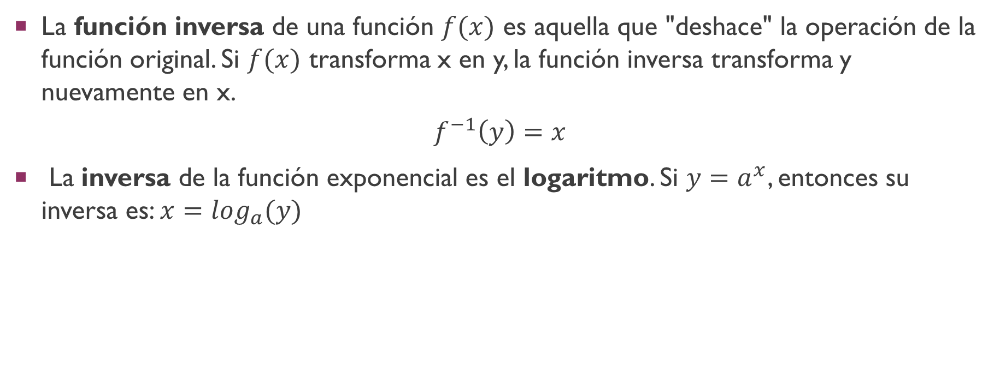 ▪ La función inversa de una función f(x) es aquella que "deshace" la operación de la
función original. Si f(x) transforma x en y, la función inversa transforma y
nuevamente en x.
f⁻¹(y) = x
▪ La inversa de la función exponencial es el logaritmo. Si y = aˣ, entonces su
inversa es: x = logₐ(y)